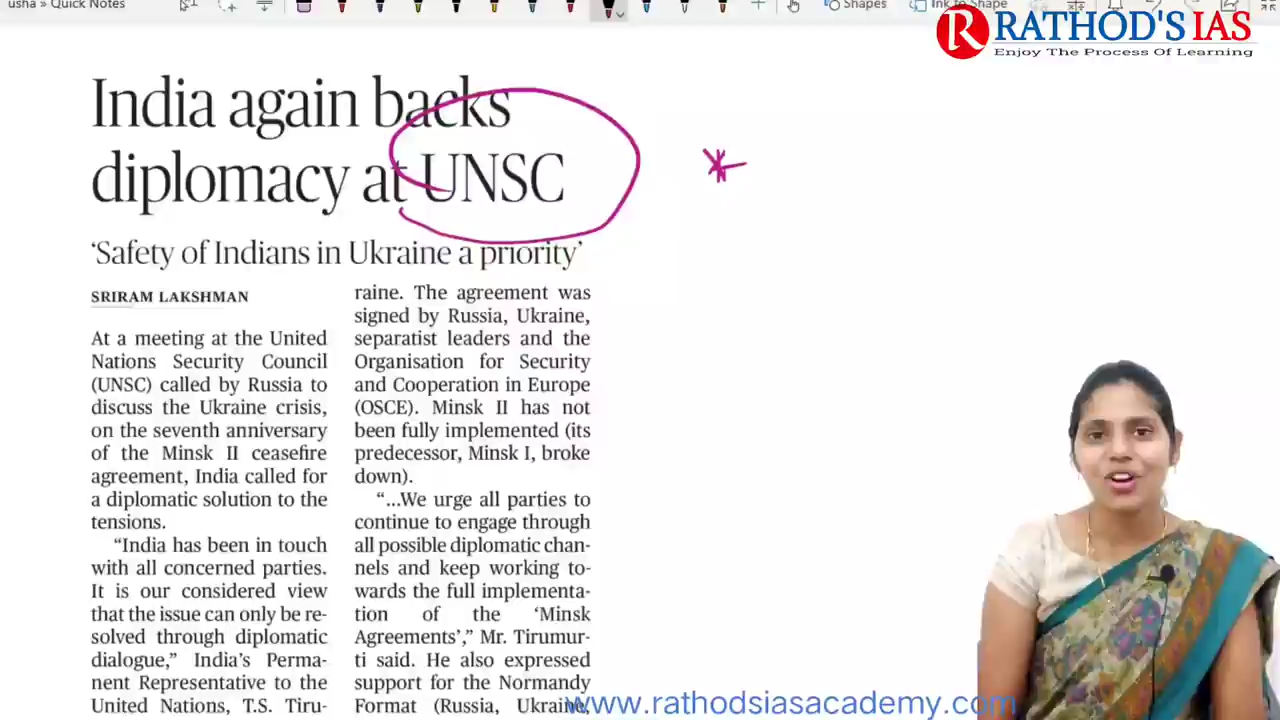 usha » Quick Notes
Shapes
Ink to Shape
RATHOD'S IAS
Enjoy The Process Of Learning
India again backs
diplomacy at UNSC
‘Safety of Indians in Ukraine a priority’
SRIRAM LAKSHMAN
At a meeting at the United
Nations Security Council
(UNSC) called by Russia to
discuss the Ukraine crisis,
on the seventh anniversary
of the Minsk II ceasefire
agreement, India called for
a diplomatic solution to the
tensions.
“India has been in touch
with all concerned parties.
It is our considered view
that the issue can only be re-
solved through diplomatic
dialogue,” India’s Perma-
nent Representative to the
United Nations, T.S. Tiru-
raine. The agreement was
signed by Russia, Ukraine,
separatist leaders and the
Organisation for Security
and Cooperation in Europe
(OSCE). Minsk II has not
been fully implemented (its
predecessor, Minsk I, broke
down).
“...We urge all parties to
continue to engage through
all possible diplomatic chan-
nels and keep working to-
wards the full implementa-
tion of the ‘Minsk
Agreements’,” Mr. Tirumur-
ti said. He also expressed
support for the Normandy
Format (Russia, Ukraine,
www.rathodsiasacademy.com